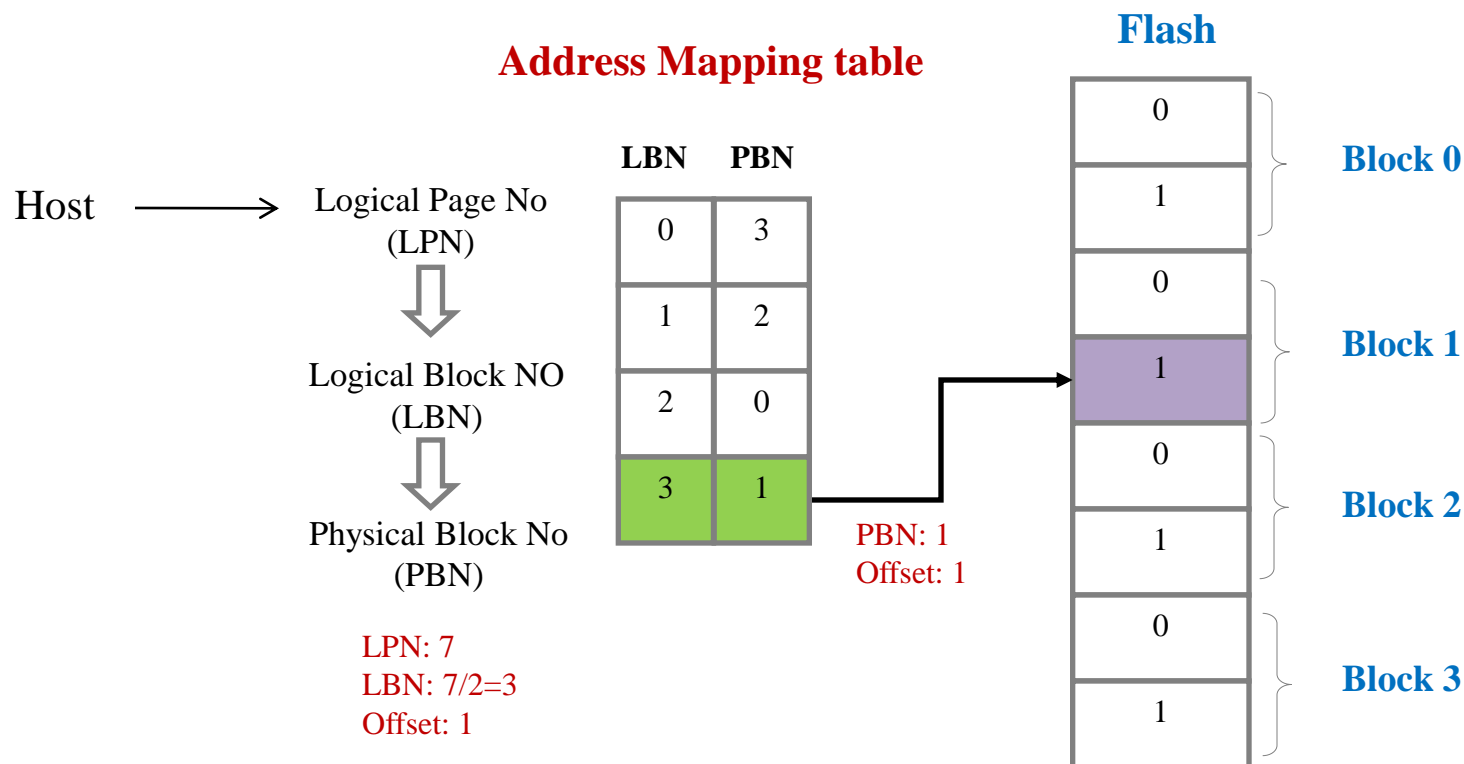 Flash
Address Mapping table
LBN PBN
Host
Logical Page No
(LPN)
Logical Block NO
(LBN)
Physical Block No
(PBN)
LPN: 7
LBN: 7/2=3
Offset: 1
0 3
1 2
2 0
3 1
PBN: 1
Offset: 1
0
1
Block 0
0
1
Block 1
0
1
Block 2
0
1
Block 3